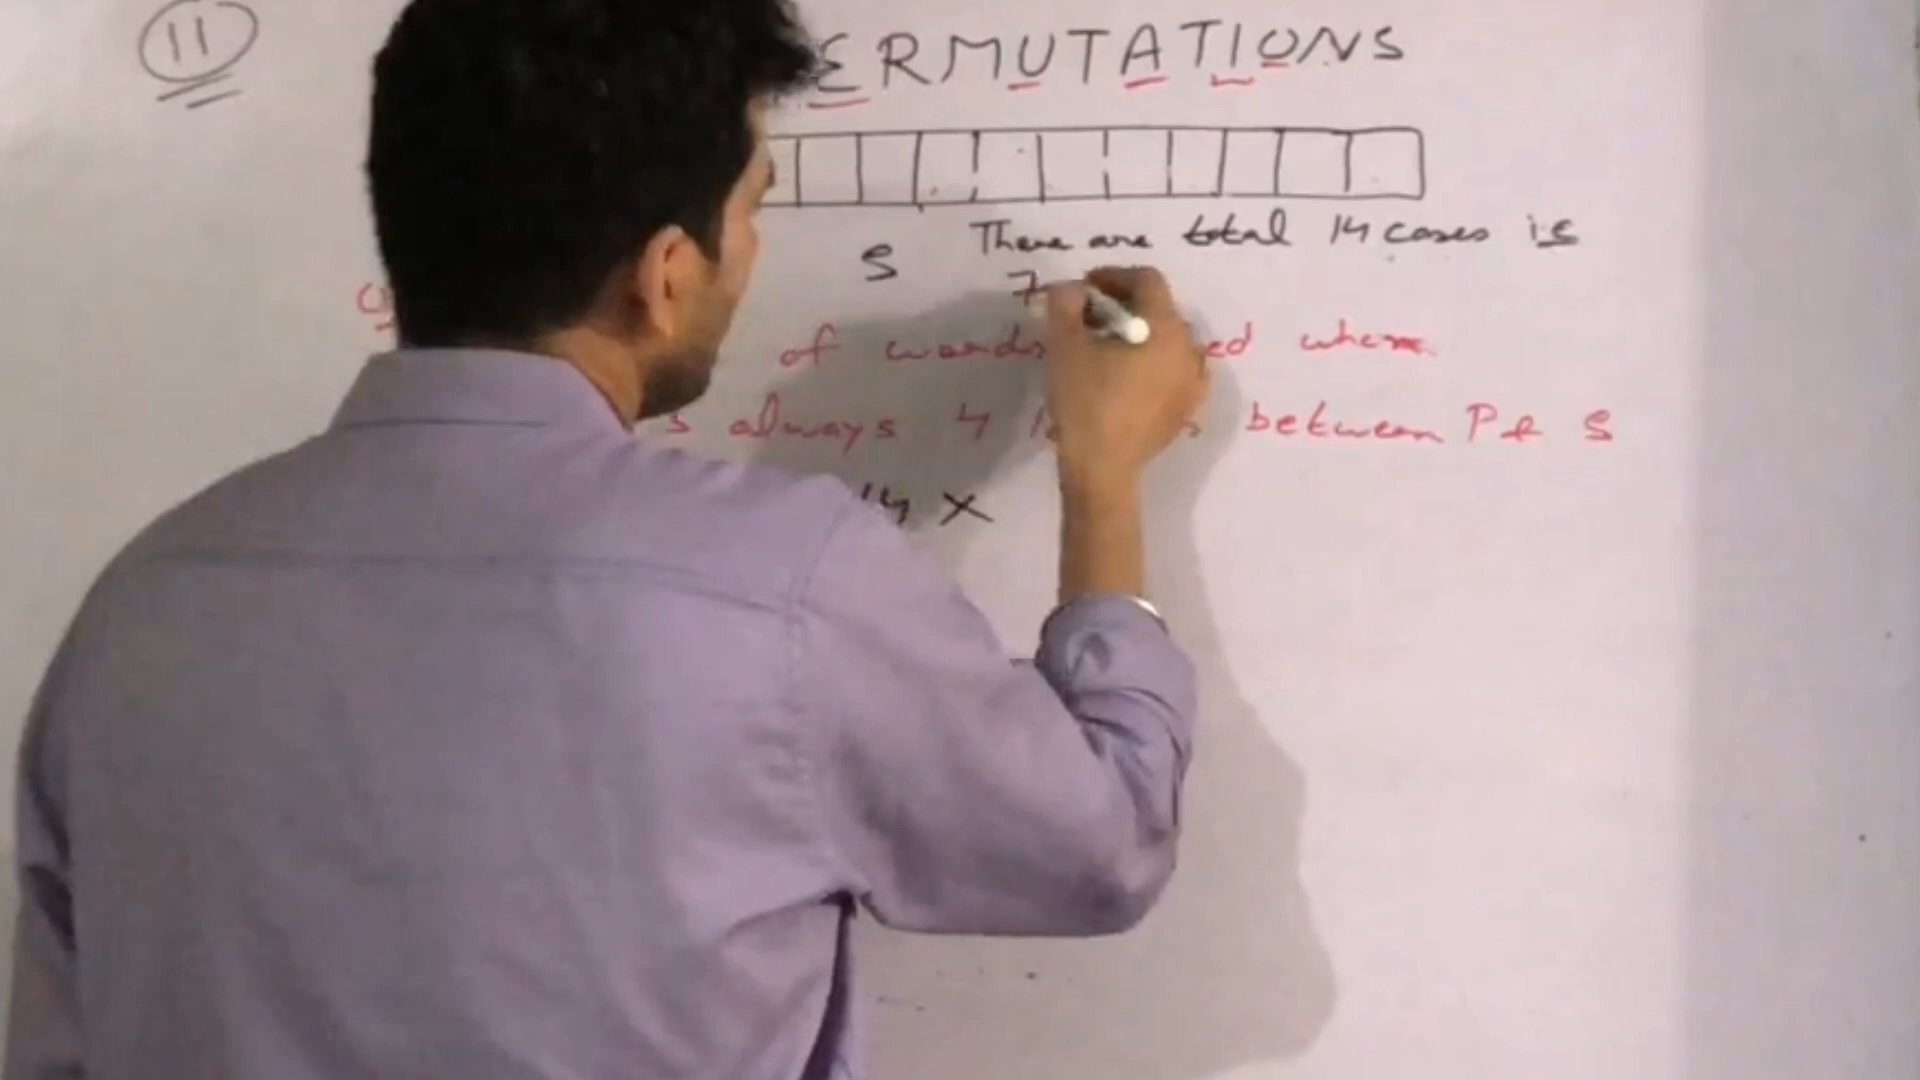 11
ERMUTATIONS
S There are total 14 cases is
7
of words ed where
s always 4 between P & S
14 X